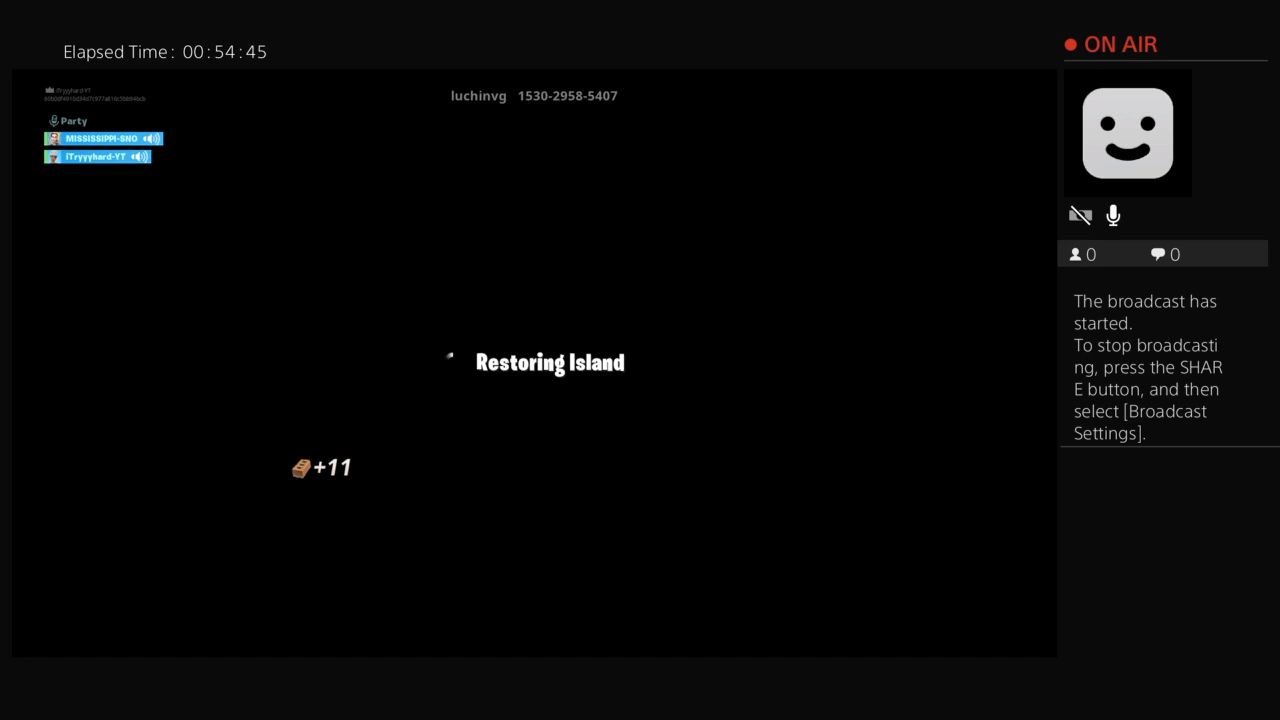 Elapsed Time: 00:54:45
ON AIR
iTryyyhard-YT
luchinvg 1530-2958-5407
Party
MISSISSIPPI-SNO
iTryyyhard-YT
0 0
The broadcast has
started.
To stop broadcasti
ng, press the SHAR
E button, and then
select [Broadcast
Settings].
Restoring Island
+11